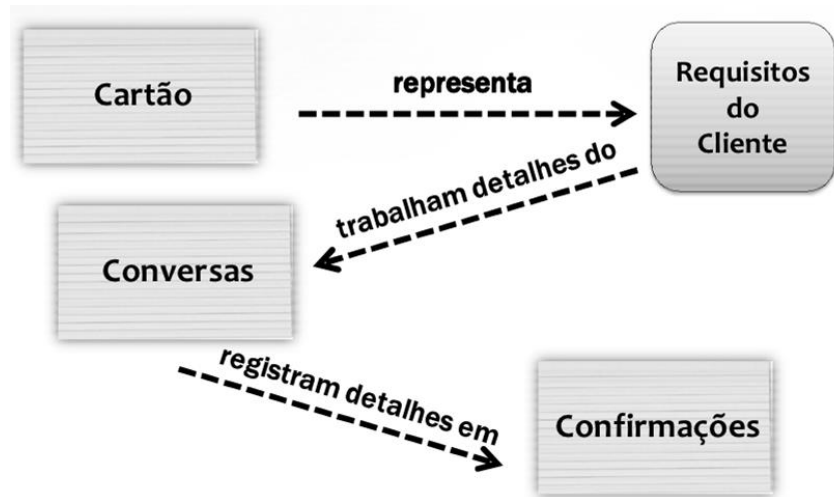 Cartão
representa
Requisitos
do
Cliente
trabalham detalhes do
Conversas
registram detalhes em
Confirmações